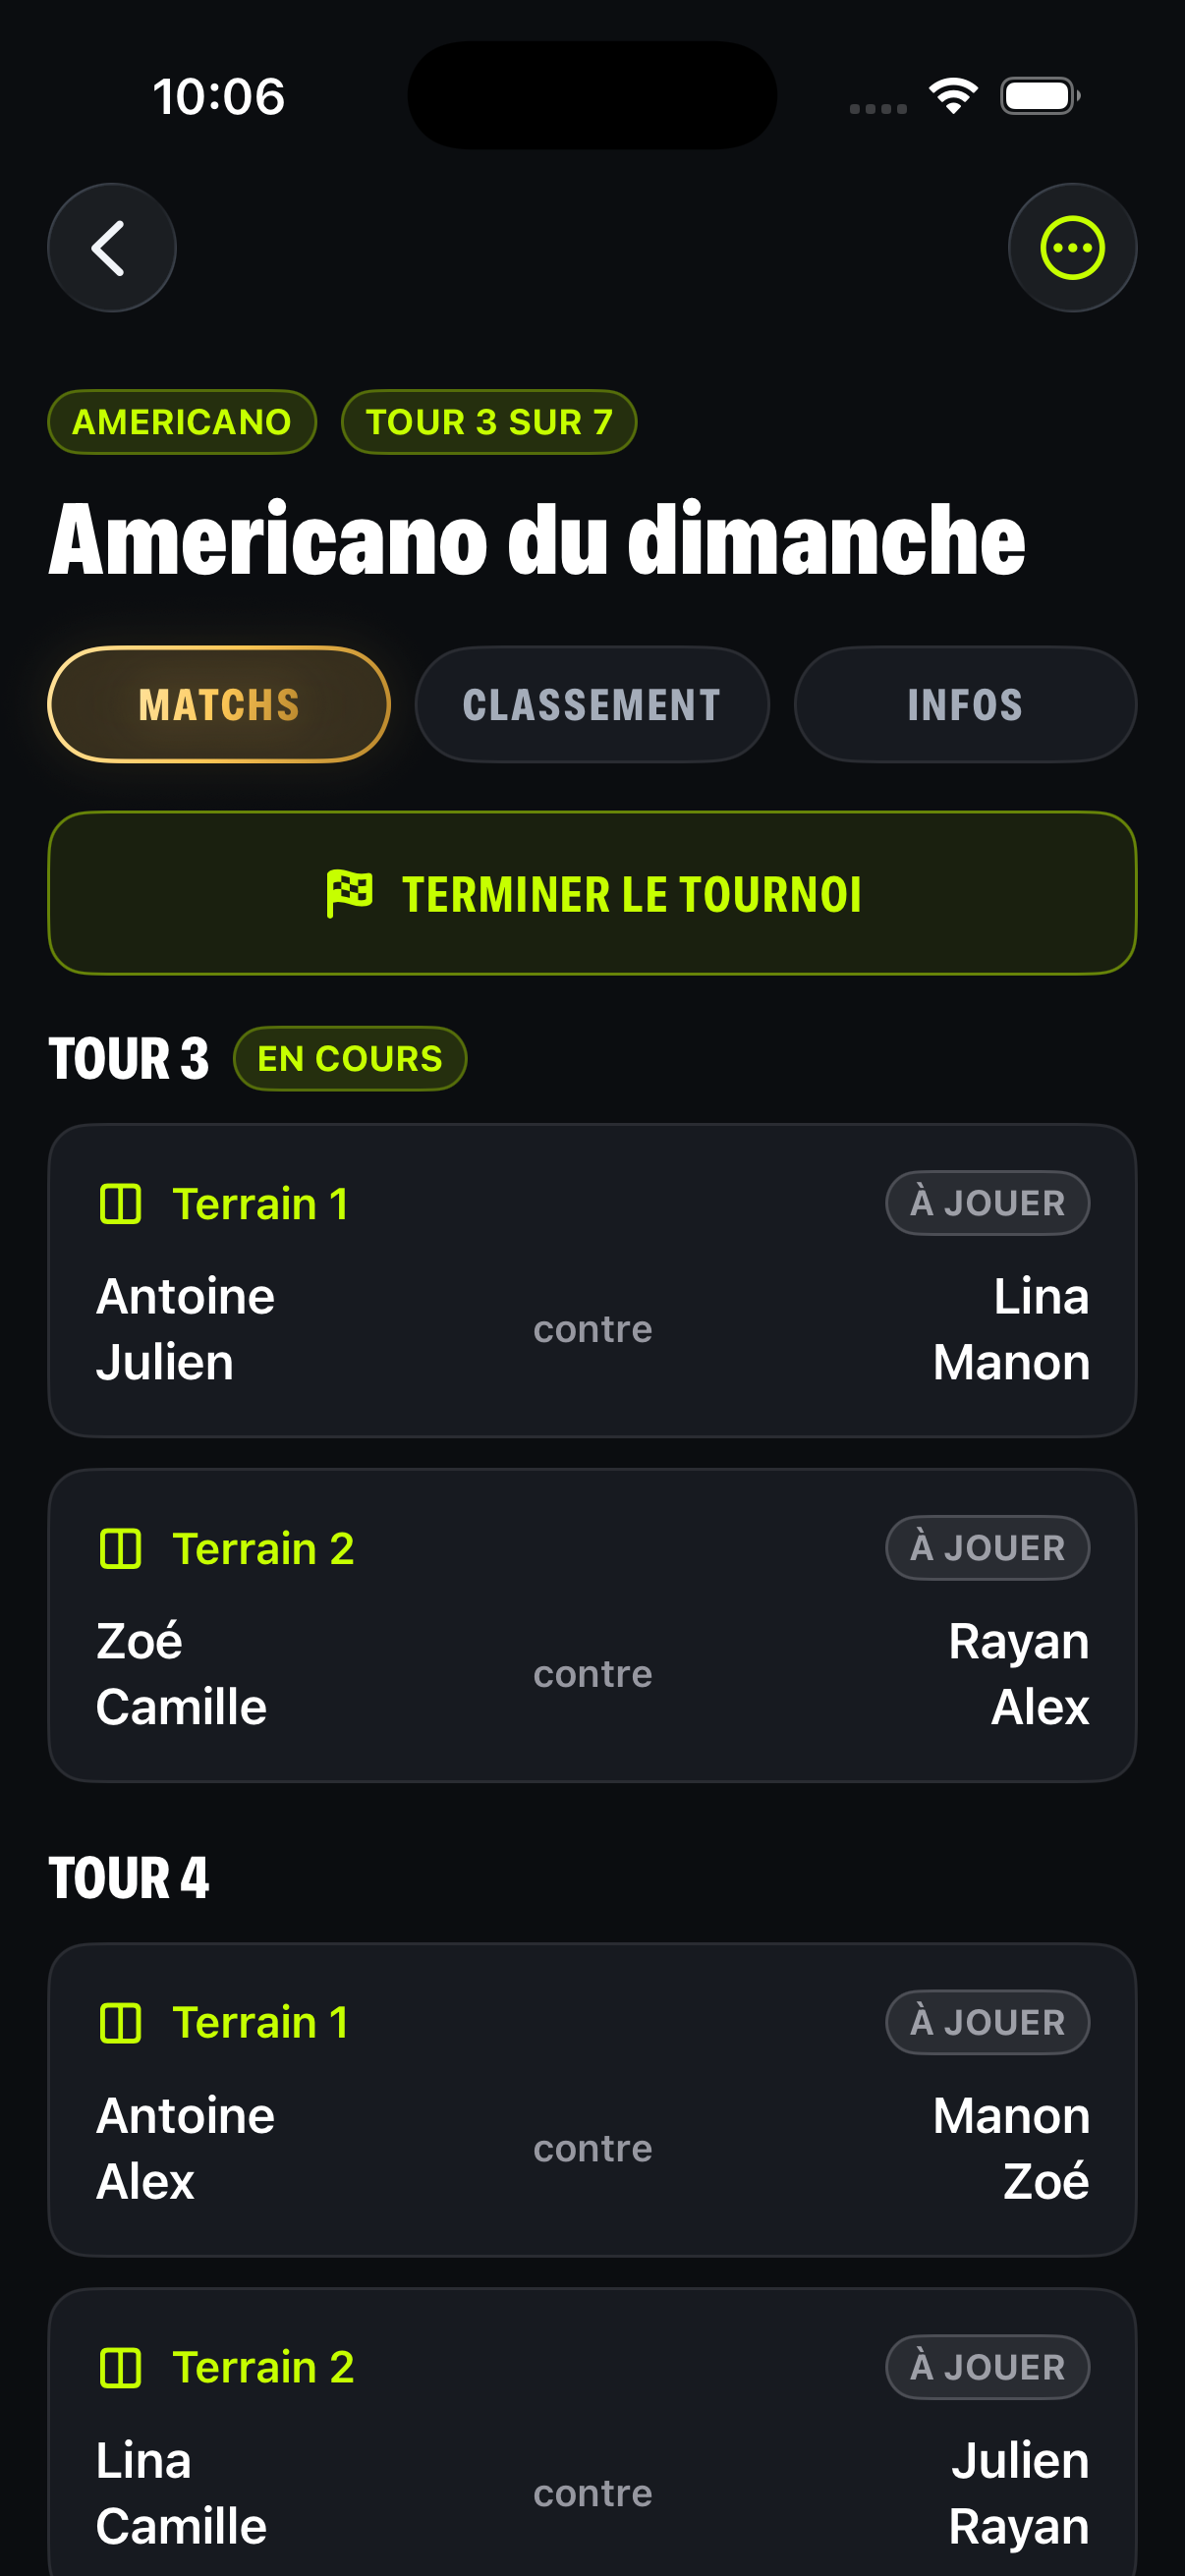 10:06
AMERICANO TOUR 3 SUR 7
Americano du dimanche
MATCHS CLASSEMENT INFOS
TERMINER LE TOURNOI
TOUR 3 EN COURS
Terrain 1 À JOUER
Antoine Lina
contre
Julien Manon
Terrain 2 À JOUER
Zoé Rayan
contre
Camille Alex
TOUR 4
Terrain 1 À JOUER
Antoine Manon
contre
Alex Zoé
Terrain 2 À JOUER
Lina Julien
contre
Camille Rayan